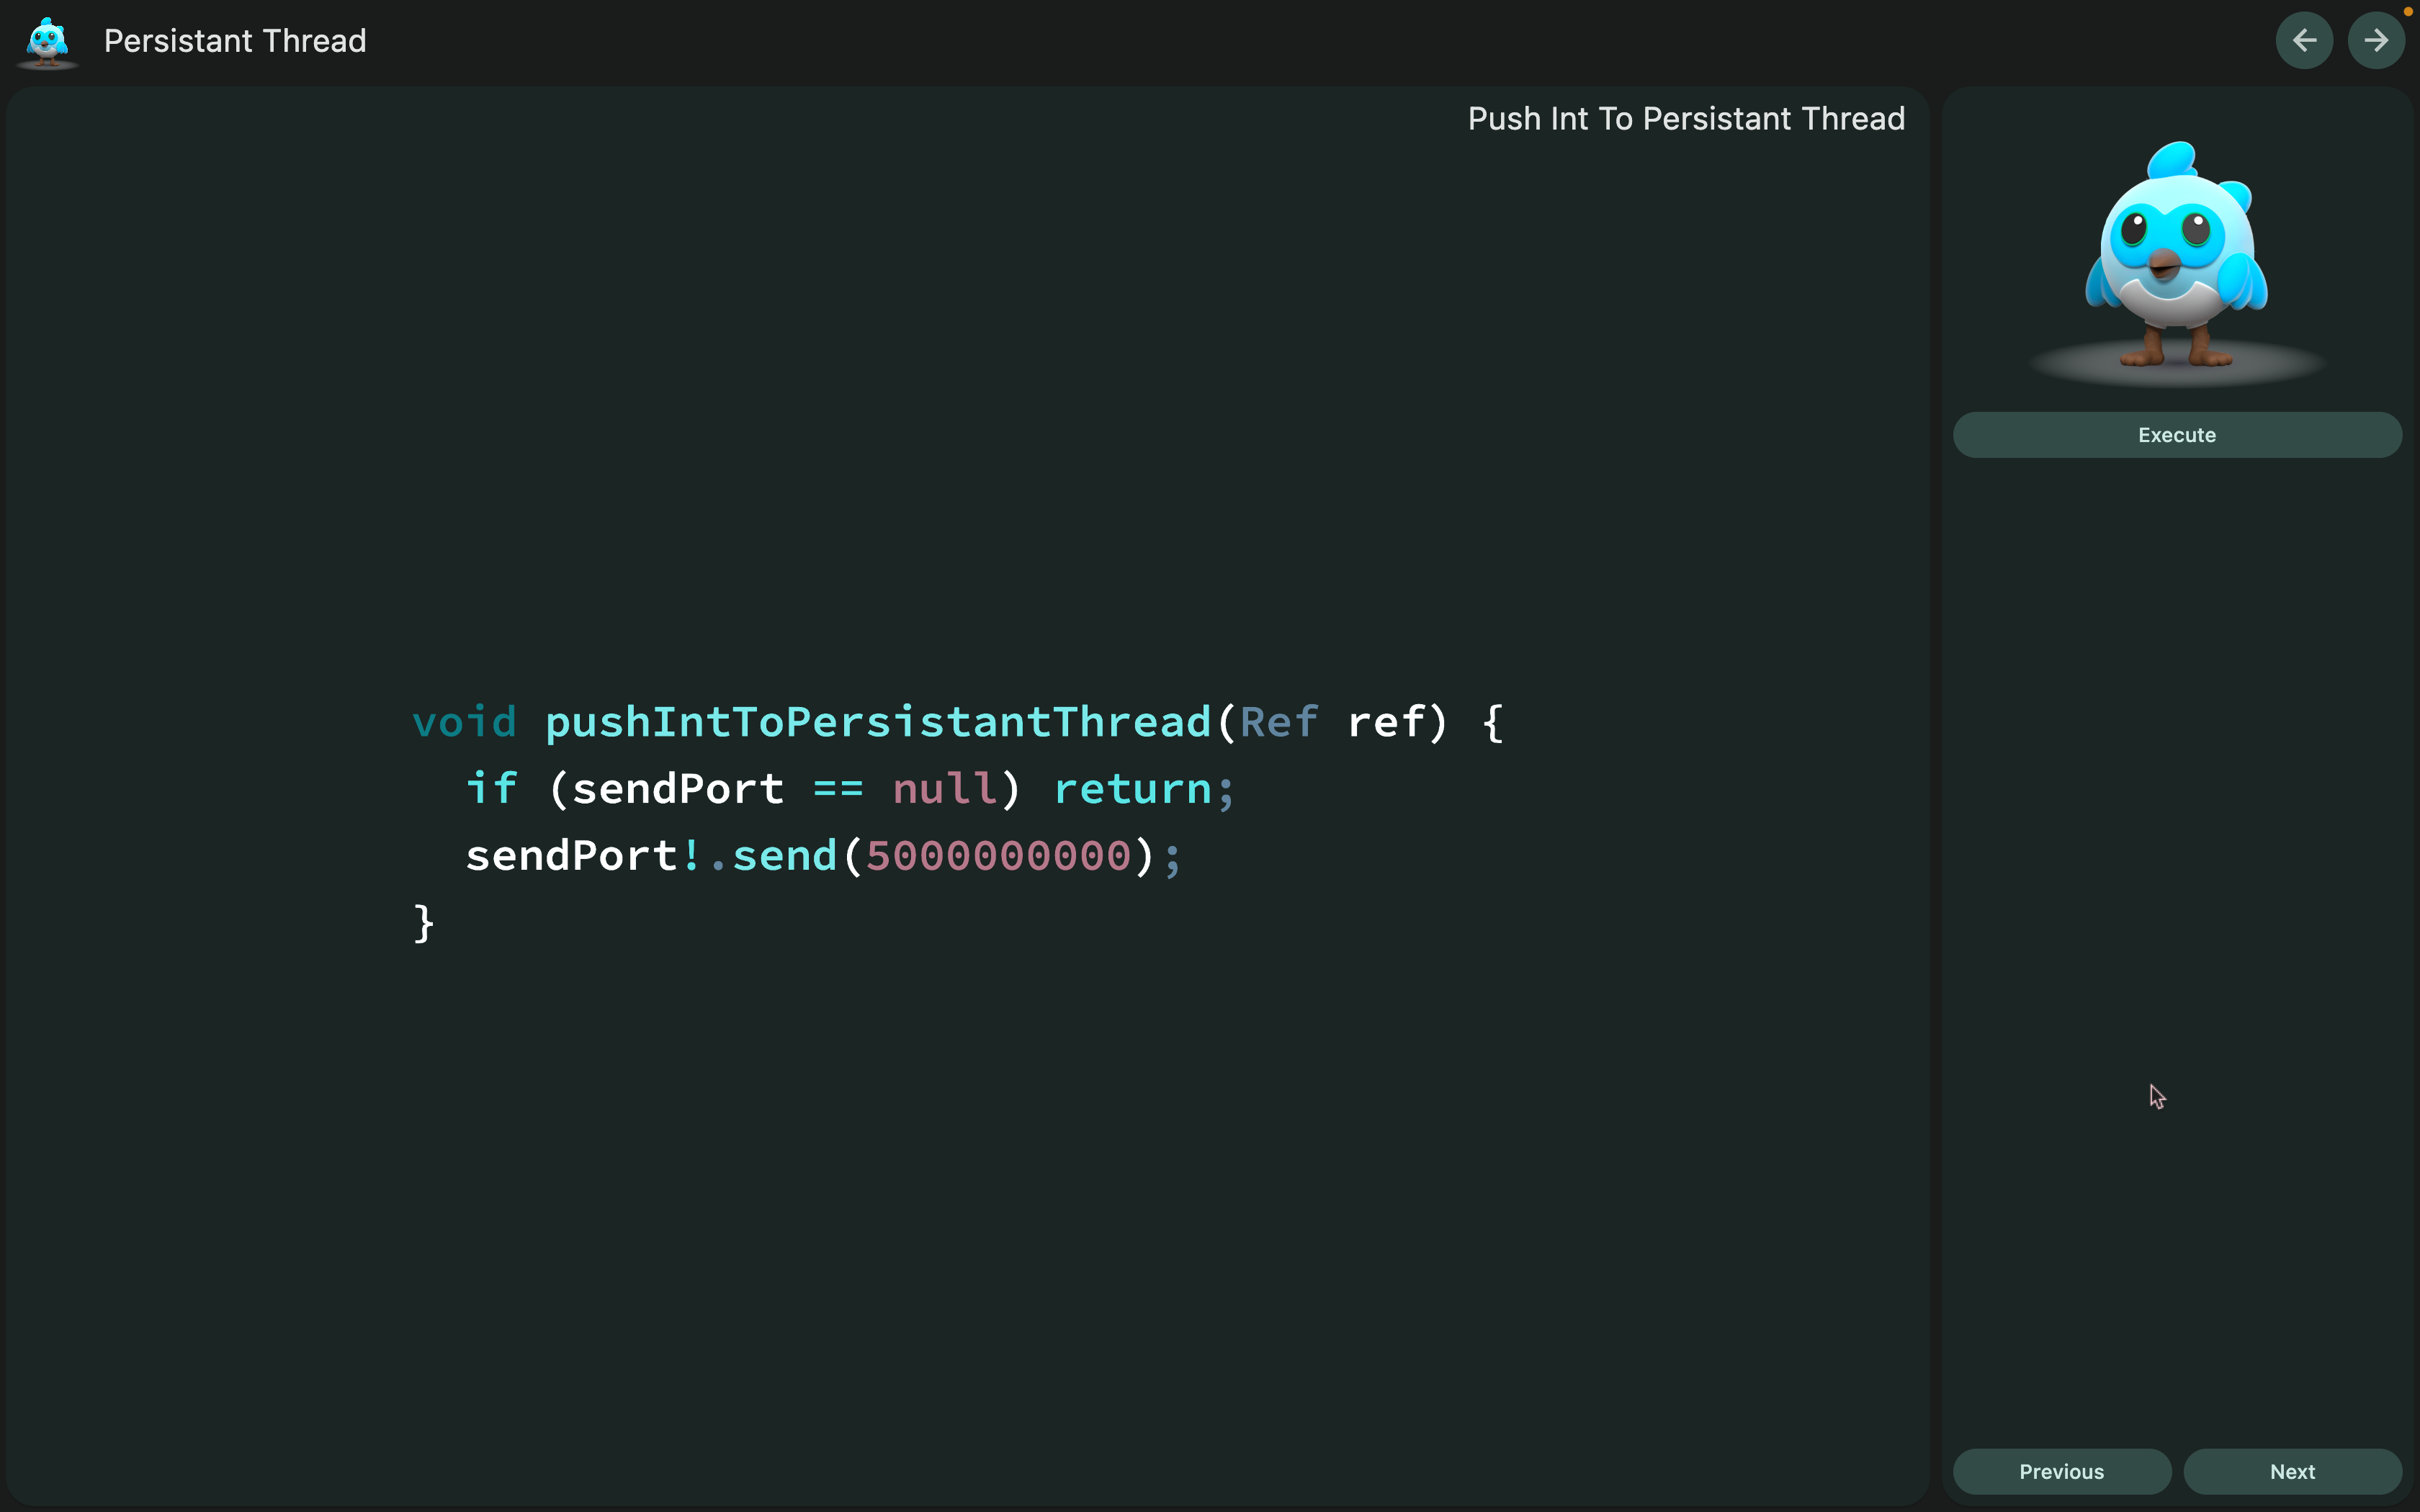 Persistant Thread
Push Int To Persistant Thread
void pushIntToPersistantThread(Ref ref) {
  if (sendPort == null) return;
  sendPort!.send(5000000000);
}
Execute
Previous
Next